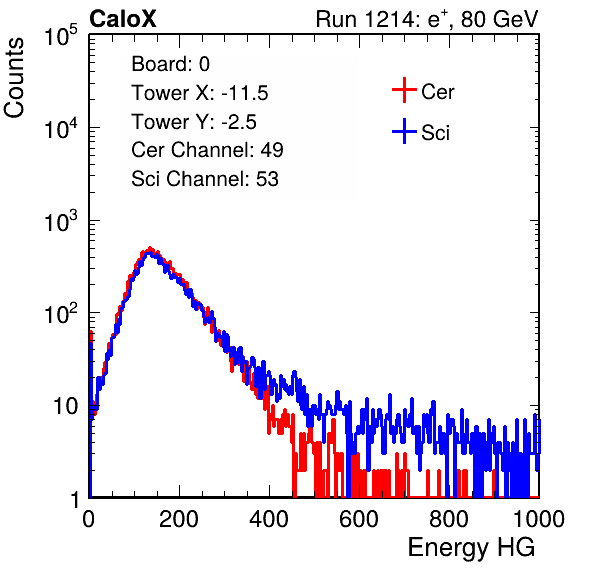 CaloX Run 1214: e⁺, 80 GeV
Counts
Board: 0
Tower X: -11.5
Tower Y: -2.5
Cer Channel: 49
Sci Channel: 53
Cer
Sci
10⁵
10⁴
10³
10²
10
1
0 200 400 600 800 1000
Energy HG